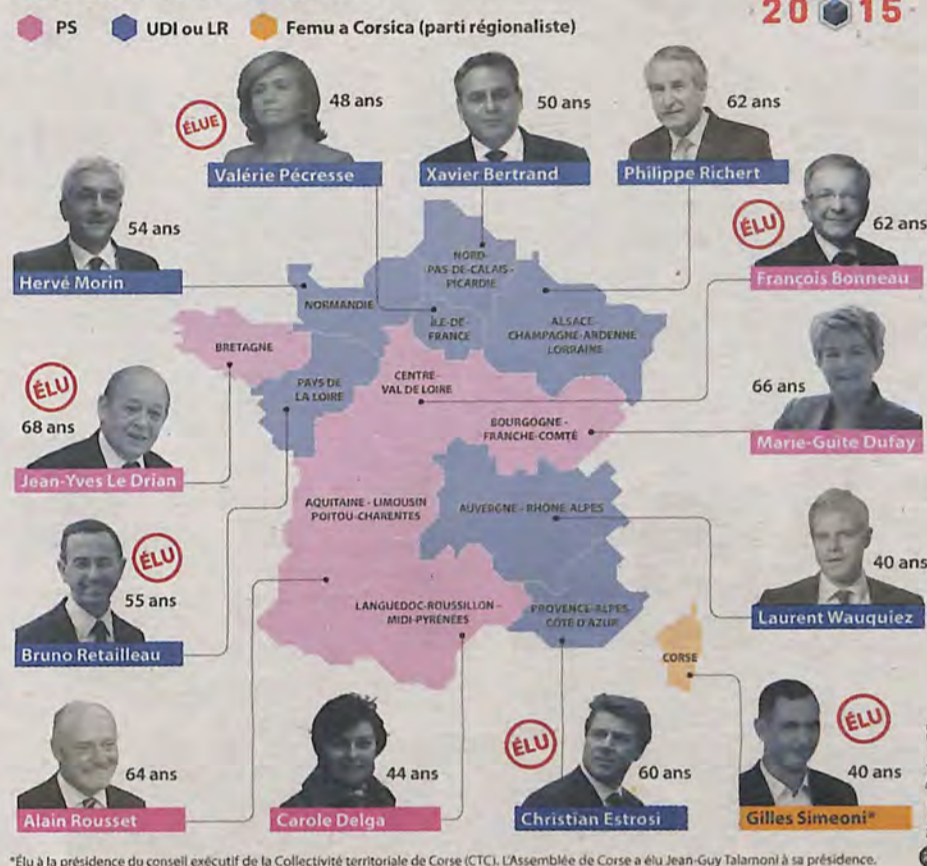 PS UDI ou LR Femu a Corsica (parti régionaliste)
2015
ÉLUE
48 ans
Valérie Pécresse
50 ans
Xavier Bertrand
62 ans
Philippe Richert
54 ans
Hervé Morin
ÉLU
62 ans
François Bonneau
NORD-
PAS-DE-CALAIS-
PICARDIE
NORMANDIE
ÎLE-DE-
FRANCE
ALSACE-
CHAMPAGNE-ARDENNE
LORRAINE
BRETAGNE
PAYS DE
LA LOIRE
CENTRE-
VAL DE LOIRE
BOURGOGNE -
FRANCHE-COMTÉ
ÉLU
68 ans
Jean-Yves Le Drian
66 ans
Marie-Guite Dufay
AQUITAINE - LIMOUSIN
POITOU-CHARENTES
AUVERGNE - RHÔNE ALPES
ÉLU
55 ans
Bruno Retailleau
40 ans
Laurent Wauquiez
LANGUEDOC-ROUSSILLON -
MIDI-PYRÉNÉES
PROVENCE-ALPES-
CÔTE D'AZUR
CORSE
64 ans
Alain Rousset
44 ans
Carole Delga
ÉLU
60 ans
Christian Estrosi
ÉLU
40 ans
Gilles Simeoni*
*Élu à la présidence du conseil exécutif de la Collectivité territoriale de Corse (CTC). L'Assemblée de Corse a élu Jean-Guy Talamoni à sa présidence.